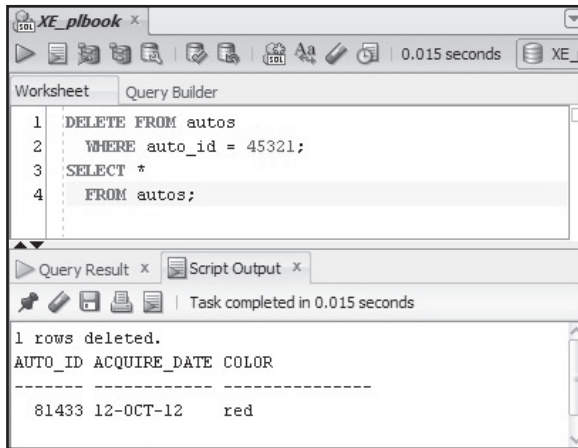 XE_plbook x
SQL Aa 0.015 seconds XE_
Worksheet Query Builder
1 DELETE FROM autos
2 WHERE auto_id = 45321;
3 SELECT *
4 FROM autos;
Query Result x Script Output x
Task completed in 0.015 seconds
1 rows deleted.
AUTO_ID ACQUIRE_DATE COLOR
------- ------------ ---------------
81433 12-OCT-12 red